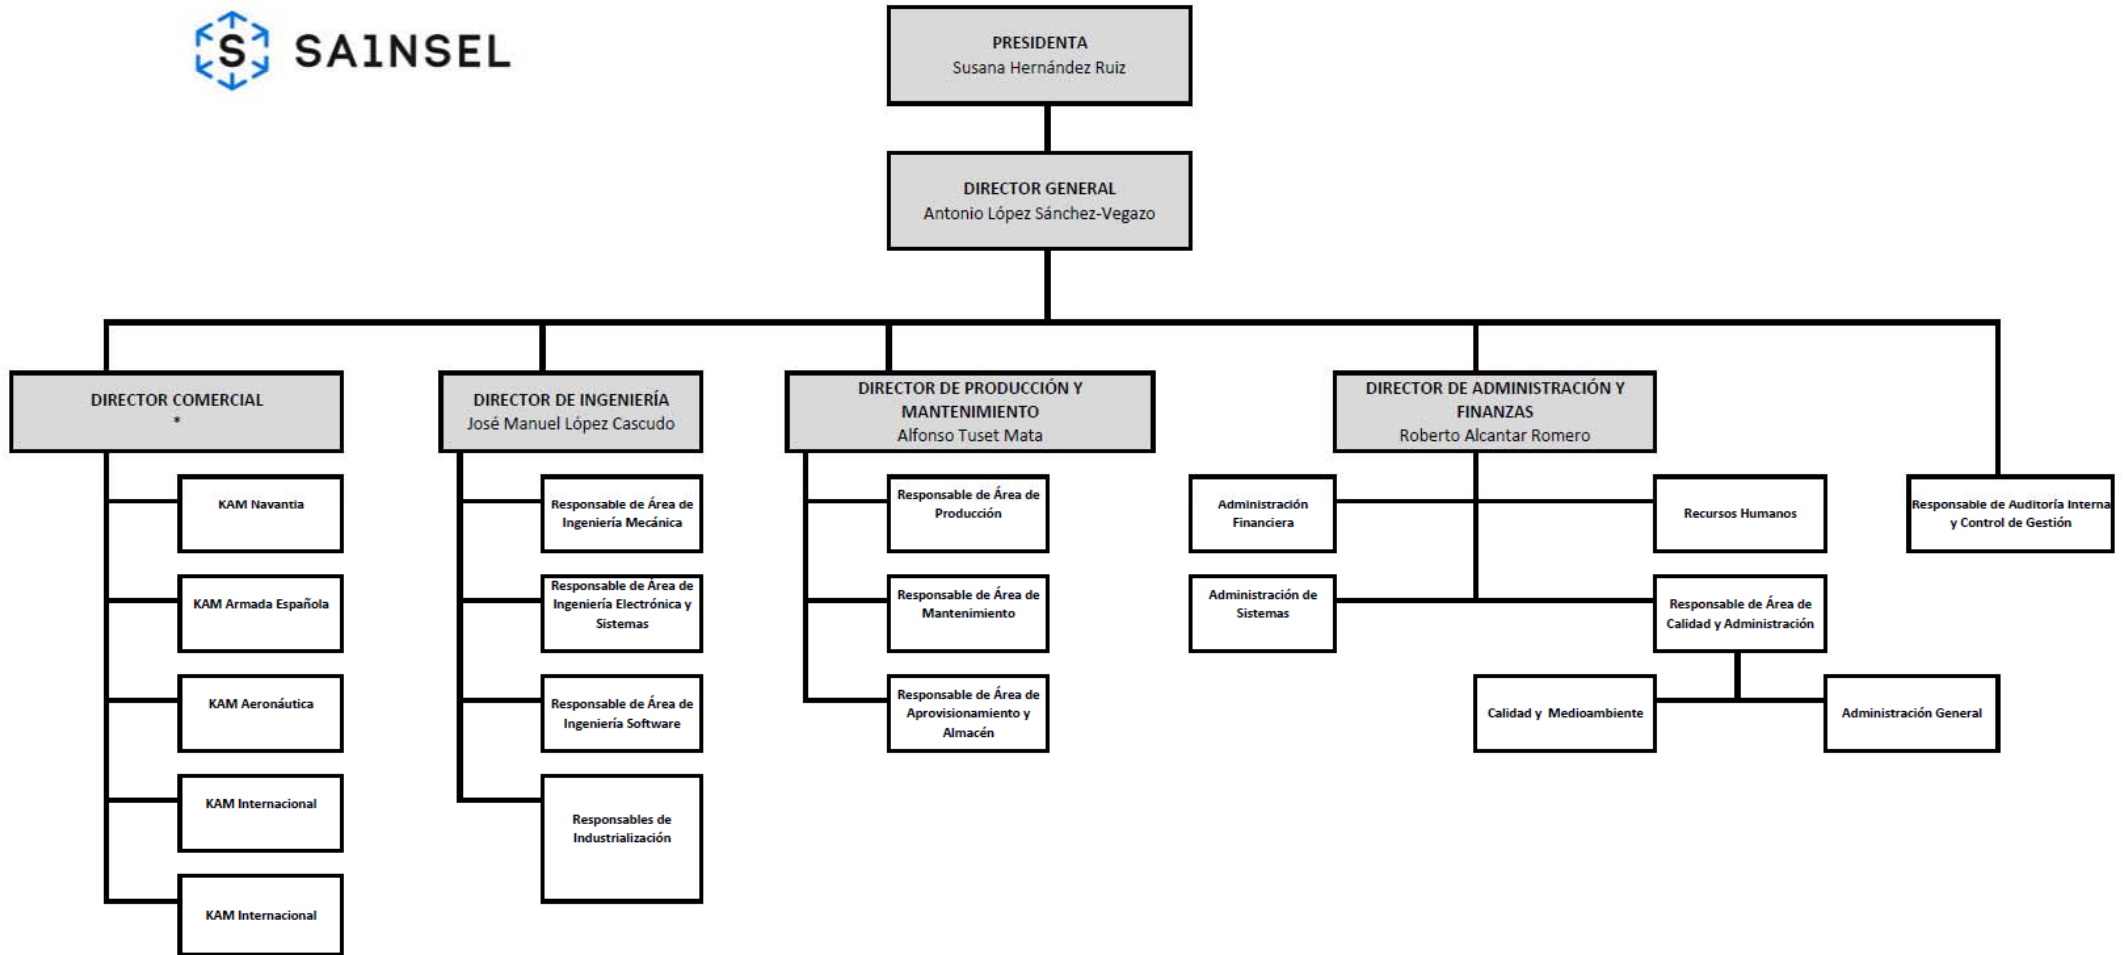 SA1NSEL
PRESIDENTA
Susana Hernández Ruiz
DIRECTOR GENERAL
Antonio López Sánchez-Vegazo
DIRECTOR COMERCIAL
*
DIRECTOR DE INGENIERÍA
José Manuel López Cascudo
DIRECTOR DE PRODUCCIÓN Y
MANTENIMIENTO
Alfonso Tuset Mata
DIRECTOR DE ADMINISTRACIÓN Y
FINANZAS
Roberto Alcantar Romero
KAM Navantia
KAM Armada Española
KAM Aeronáutica
KAM Internacional
KAM Internacional
Responsable de Área de
Ingeniería Mecánica
Responsable de Área de
Ingeniería Electrónica y
Sistemas
Responsable de Área de
Ingeniería Software
Responsables de
Industrialización
Responsable de Área de
Producción
Responsable de Área de
Mantenimiento
Responsable de Área de
Aprovisionamiento y
Almacén
Administración
Financiera
Recursos Humanos
Administración de
Sistemas
Responsable de Área de
Calidad y Administración
Calidad y Medioambiente
Administración General
Responsable de Auditoría Interna
y Control de Gestión